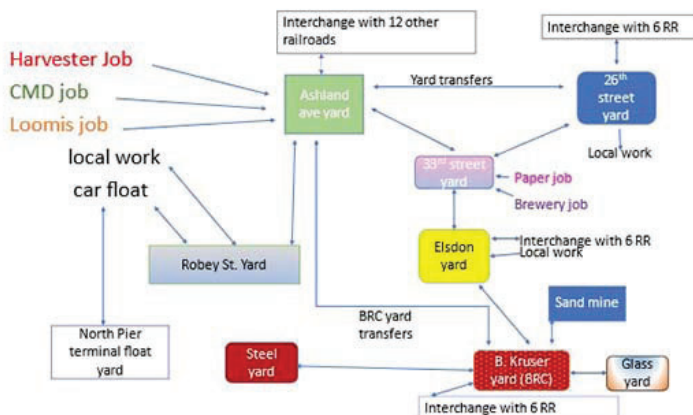 Interchange with 12 other
railroads
Interchange with 6 RR
Harvester Job
CMD job
Loomis job
Ashland
ave yard
Yard transfers
26th
street
yard
local work
car float
33rd street
yard
Local work
Paper job
Brewery job
Robey St. Yard
Elsdon
yard
Interchange with 6 RR
Local work
North Pier
terminal float
yard
BRC yard
transfers
Sand mine
Steel
yard
B. Kruser
yard (BRC)
Glass
yard
Interchange with 6 RR